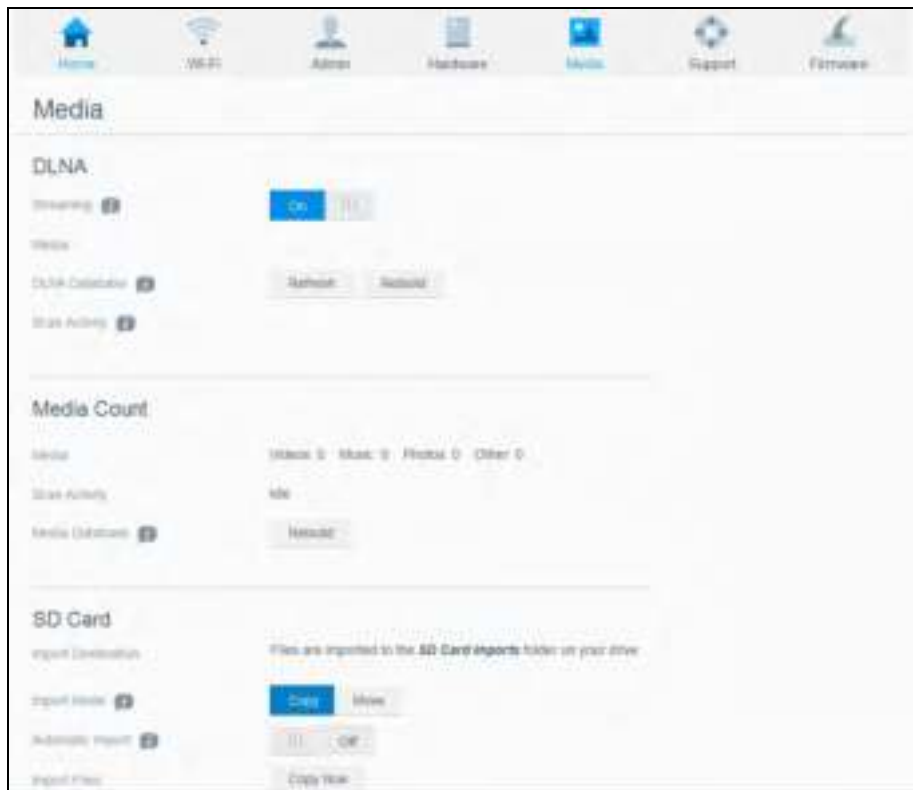 Home Wi-Fi Admin Hardware Media Support Firmware
Media
DLNA
Streaming On
Media
DLNA Database Refresh Rebuild
Scan Activity
Media Count
Media Videos: 0 Music: 0 Photos: 0 Other: 0
Scan Activity Idle
Media Database Rebuild
SD Card
Import Destination Files are imported to the SD Card Imports folder on your drive
Import Mode Copy Move
Automatic Import Off
Import Files Copy Now